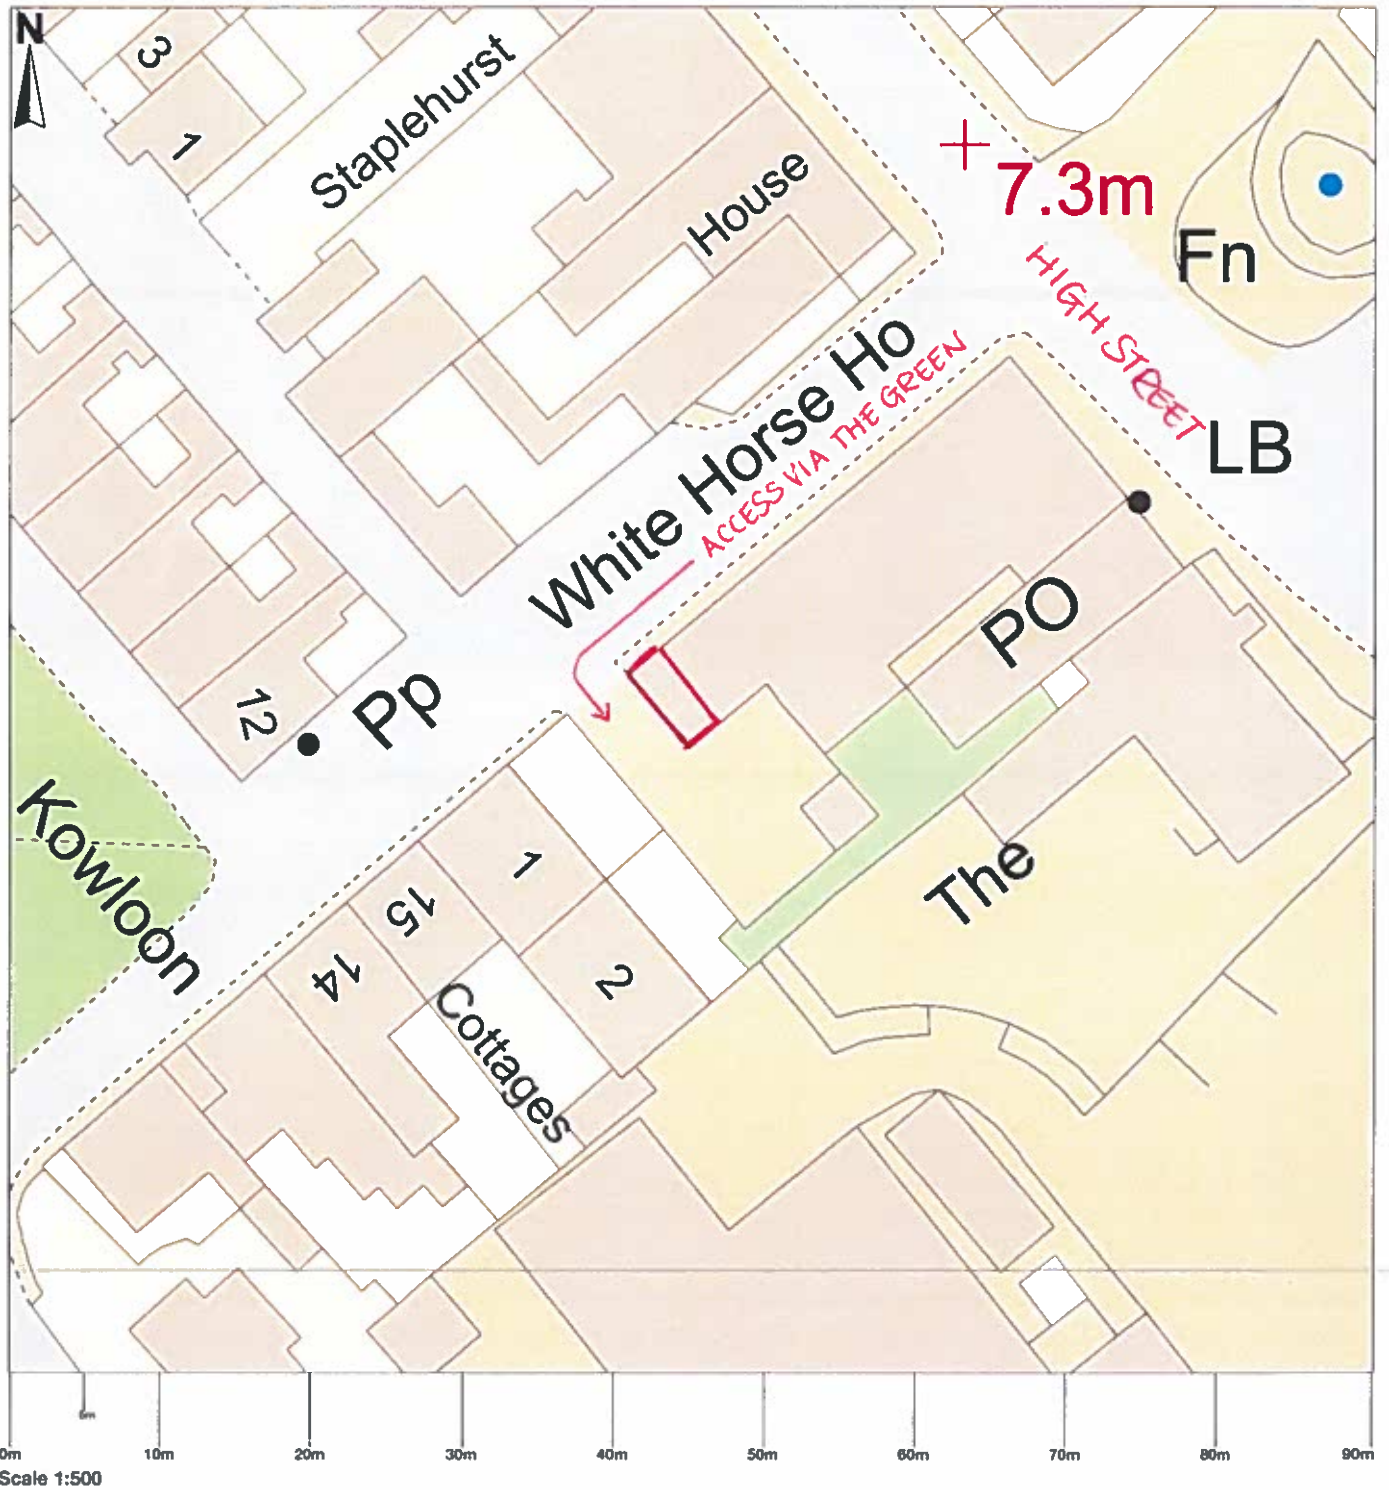 N
3
1
Staplehurst
House
7.3m
Fn
HIGH STREET
White Horse Ho
ACCESS VIA THE GREEN
LB
PO
12
Pp
Kowloon
1
15
14
2
Cottages
The
0m
5m
10m
20m
30m
40m
50m
60m
70m
80m
90m
Scale 1:500